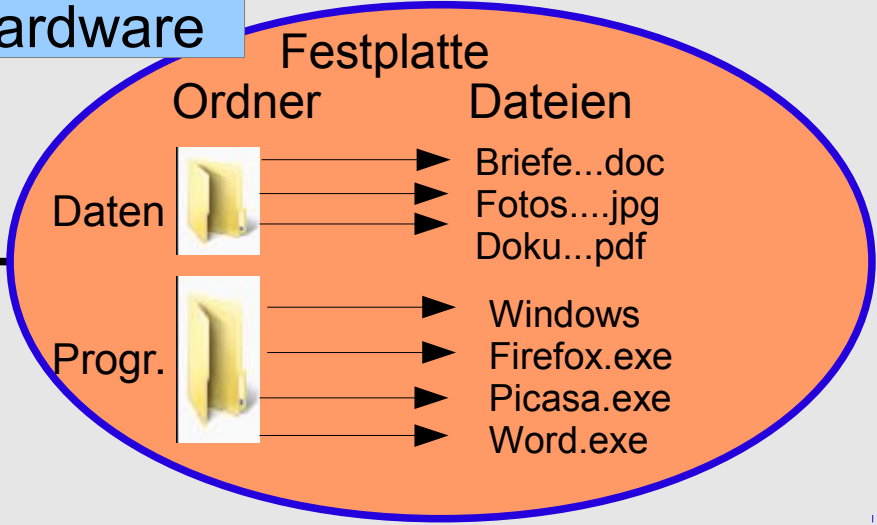 ardware
Festplatte
Ordner Dateien
Daten
Briefe...doc
Fotos....jpg
Doku...pdf
Progr.
Windows
Firefox.exe
Picasa.exe
Word.exe